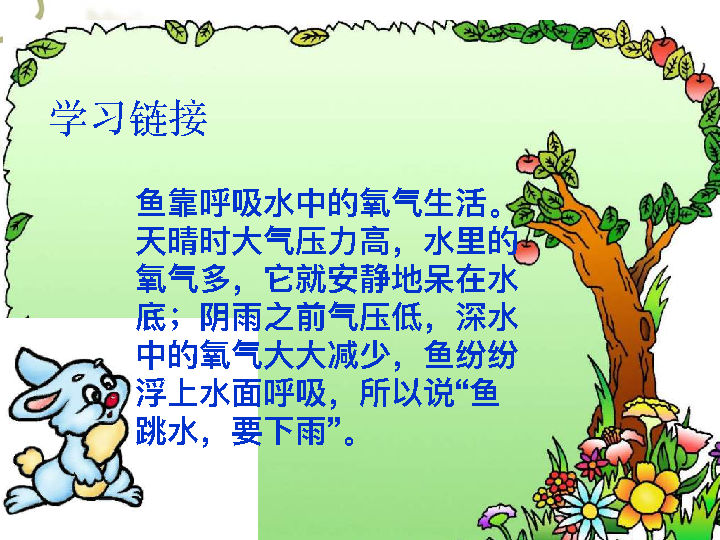 学习链接
鱼靠呼吸水中的氧气生活。
天晴时大气压力高，水里的
氧气多，它就安静地呆在水
底；阴雨之前气压低，深水
中的氧气大大减少，鱼纷纷
浮上水面呼吸，所以说“鱼
跳水，要下雨”。